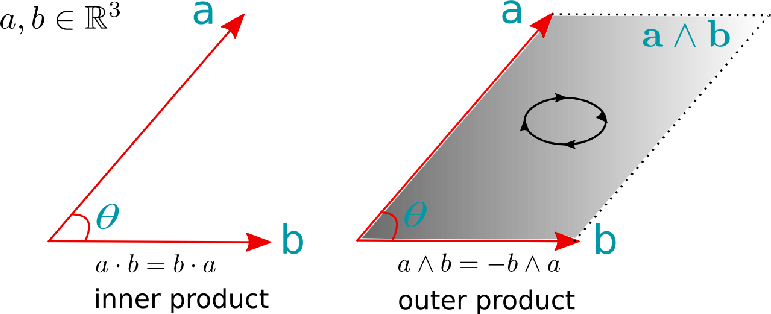 a, b ∈ ℝ³
a
θ
b
a · b = b · a
inner product
a
a ∧ b
θ
b
a ∧ b = −b ∧ a
outer product